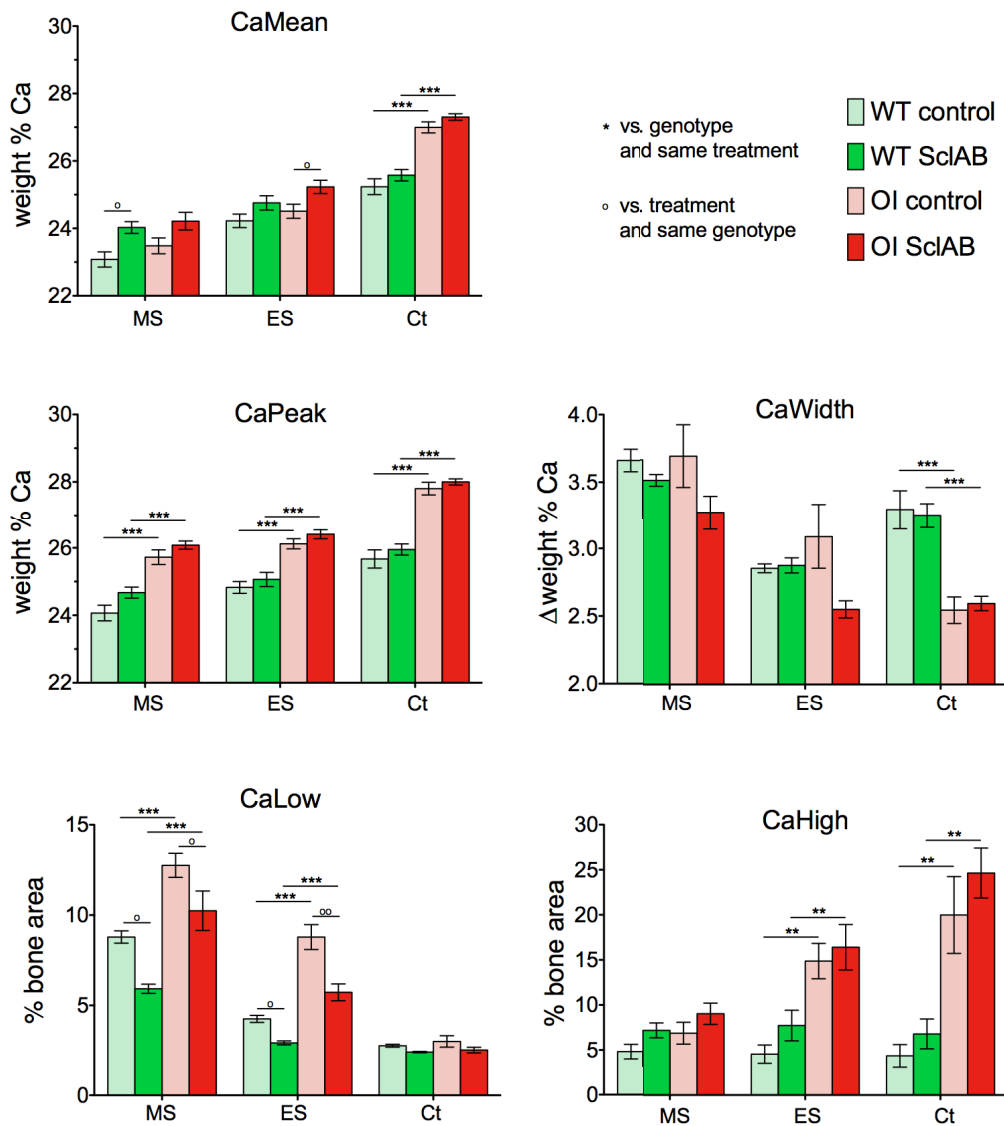 CaMean
30
28
26
24
22
weight % Ca
o
o
***
***
MS ES Ct
* vs. genotype
and same treatment
o vs. treatment
and same genotype
WT control
WT SclAB
OI control
OI SclAB
CaPeak
30
28
26
24
22
weight % Ca
***
***
***
***
***
***
MS ES Ct
CaWidth
4.0
3.5
3.0
2.5
2.0
Δ weight % Ca
***
***
MS ES Ct
CaLow
15
10
5
0
% bone area
***
***
o
o
***
***
oo
o
MS ES Ct
CaHigh
30
25
20
15
10
5
0
% bone area
**
**
**
**
MS ES Ct